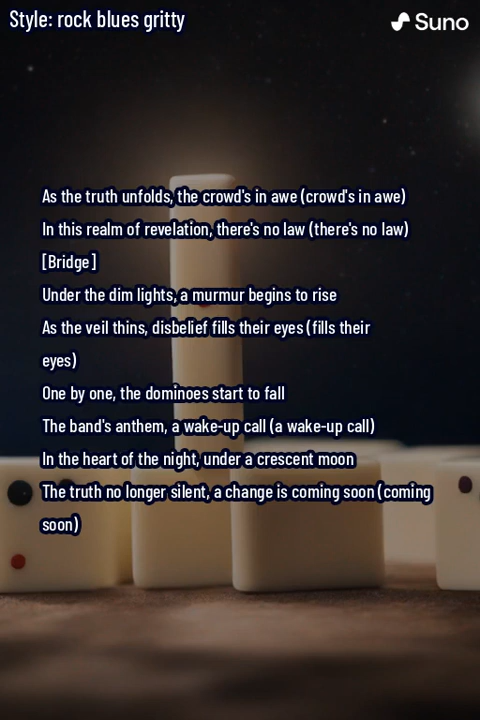 Style: rock blues gritty
Suno
As the truth unfolds, the crowd's in awe (crowd's in awe)
In this realm of revelation, there's no law (there's no law)
[Bridge]
Under the dim lights, a murmur begins to rise
As the veil thins, disbelief fills their eyes (fills their
eyes)
One by one, the dominoes start to fall
The band's anthem, a wake-up call (a wake-up call)
In the heart of the night, under a crescent moon
The truth no longer silent, a change is coming soon (coming
soon)